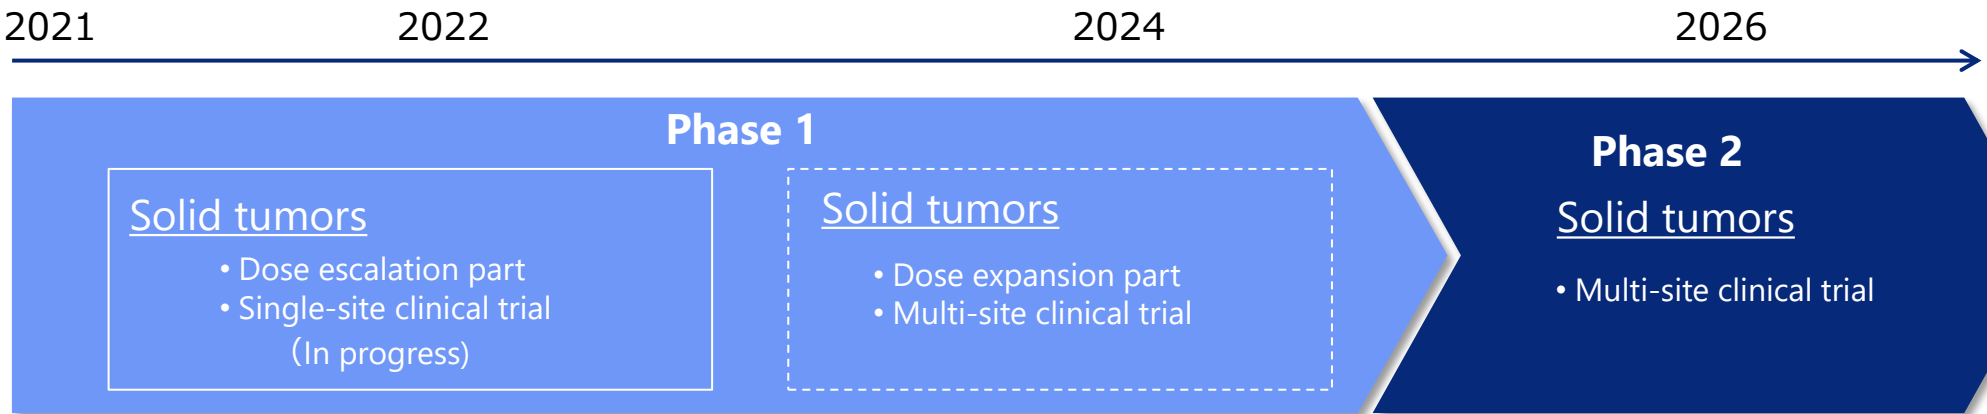 2021 2022 2024 2026
Phase 1
Solid tumors
• Dose escalation part
• Single-site clinical trial
（In progress)
Solid tumors
• Dose expansion part
• Multi-site clinical trial
Phase 2
Solid tumors
• Multi-site clinical trial